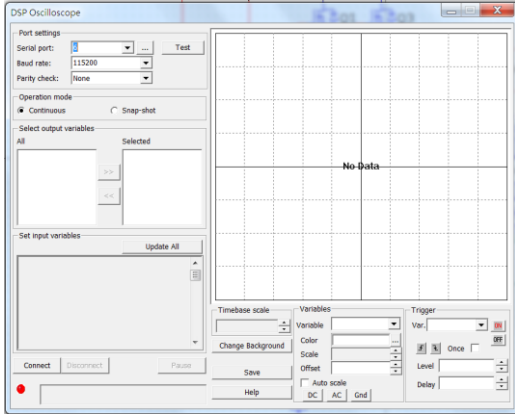 DSP Oscilloscope
Port settings
Serial port: 6 ... Test
Baud rate: 115200
Parity check: None
Operation mode
Continuous Snap-shot
Select output variables
All Selected
>>
<<
Set input variables
Update All
Connect Disconnect Pause
No Data
Timebase scale
Change Background
Save
Help
Variables
Variable
Color ...
Scale
Offset
Auto scale
DC AC Gnd
Trigger
Var. ON
OFF
Once
Level
Delay